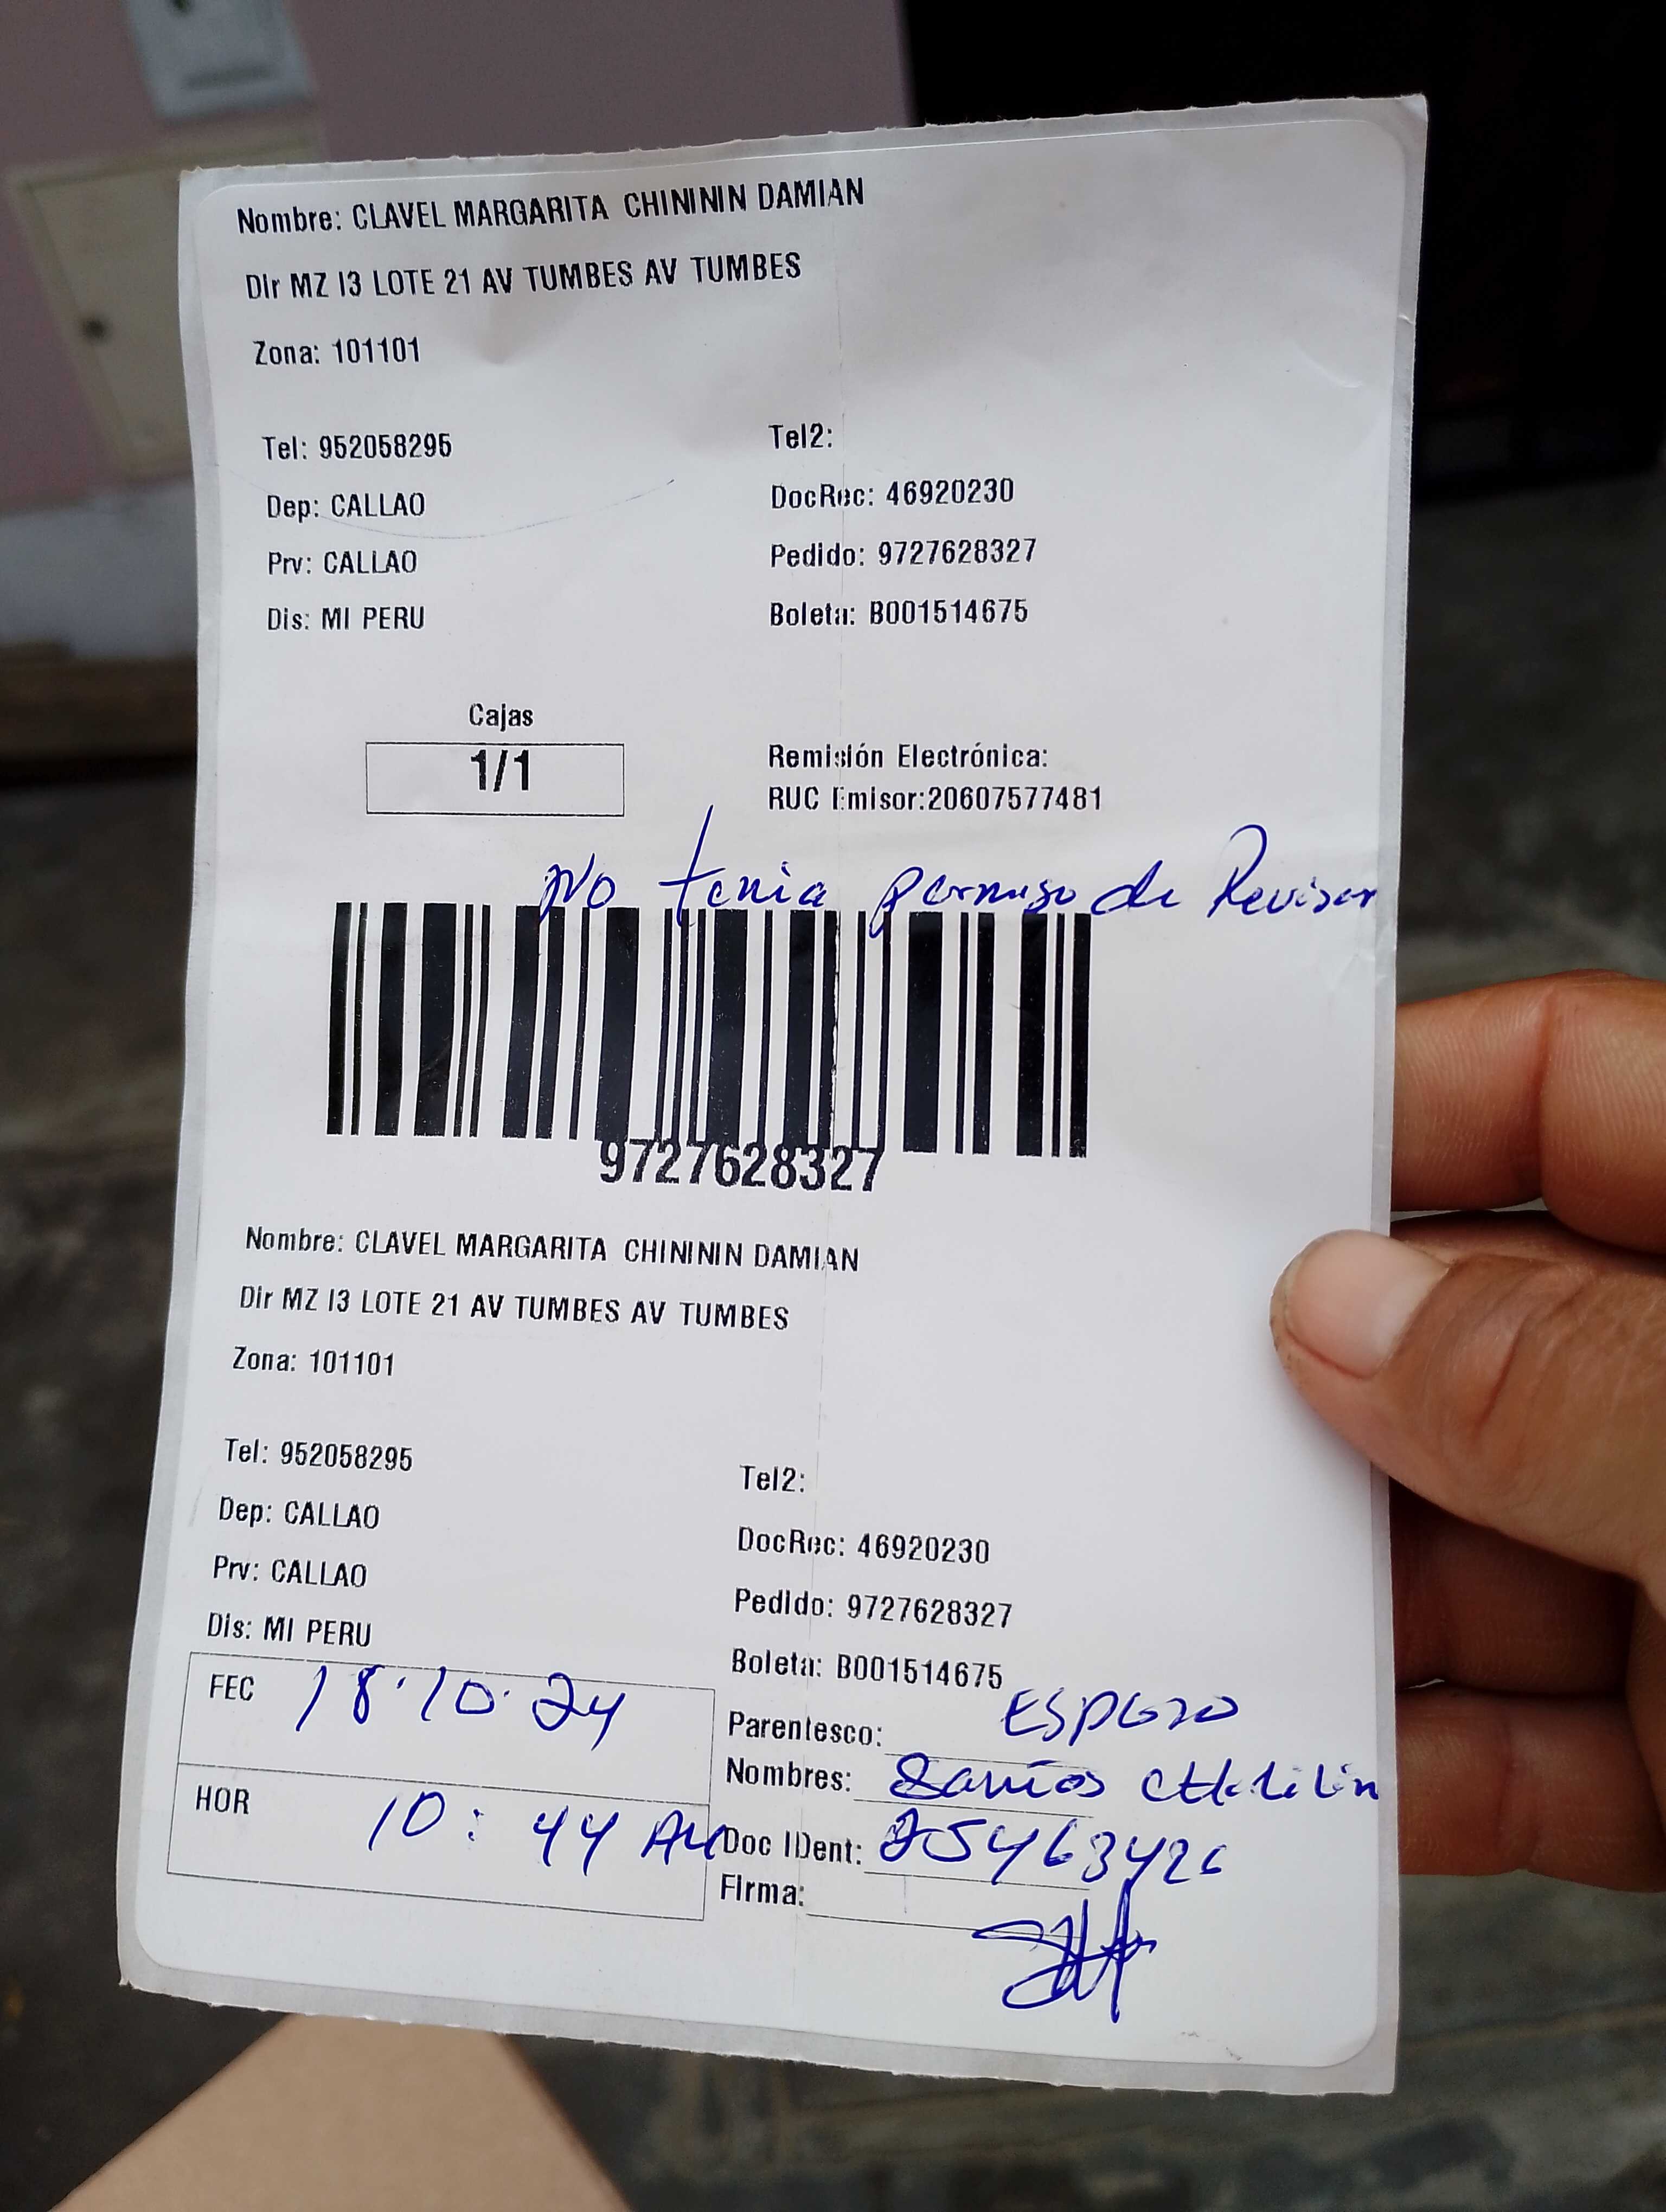 Nombre: CLAVEL MARGARITA CHININ​IN DAMIAN
Dir MZ I3 LOTE 21 AV TUMBES AV TUMBES
Zona: 101101
Tel: 952058295
Tel2:
Dep: CALLAO
DocRec: 46920230
Prv: CALLAO
Pedido: 9727628327
Dis: MI PERU
Boleta: B001514675
Cajas
1/1
Remisión Electrónica:
RUC Emisor:20607577481
No tenia permiso de Revisar
9727628327
Nombre: CLAVEL MARGARITA CHINININ DAMIAN
Dir MZ I3 LOTE 21 AV TUMBES AV TUMBES
Zona: 101101
Tel: 952058295
Tel2:
Dep: CALLAO
DocRec: 46920230
Prv: CALLAO
Pedido: 9727628327
Dis: MI PERU
Boleta: B001514675
FEC 18.10.24
Parentesco: ESPOSO
Nombres:
HOR 10:44 AM
Doc IDent: 25463426
Firma: